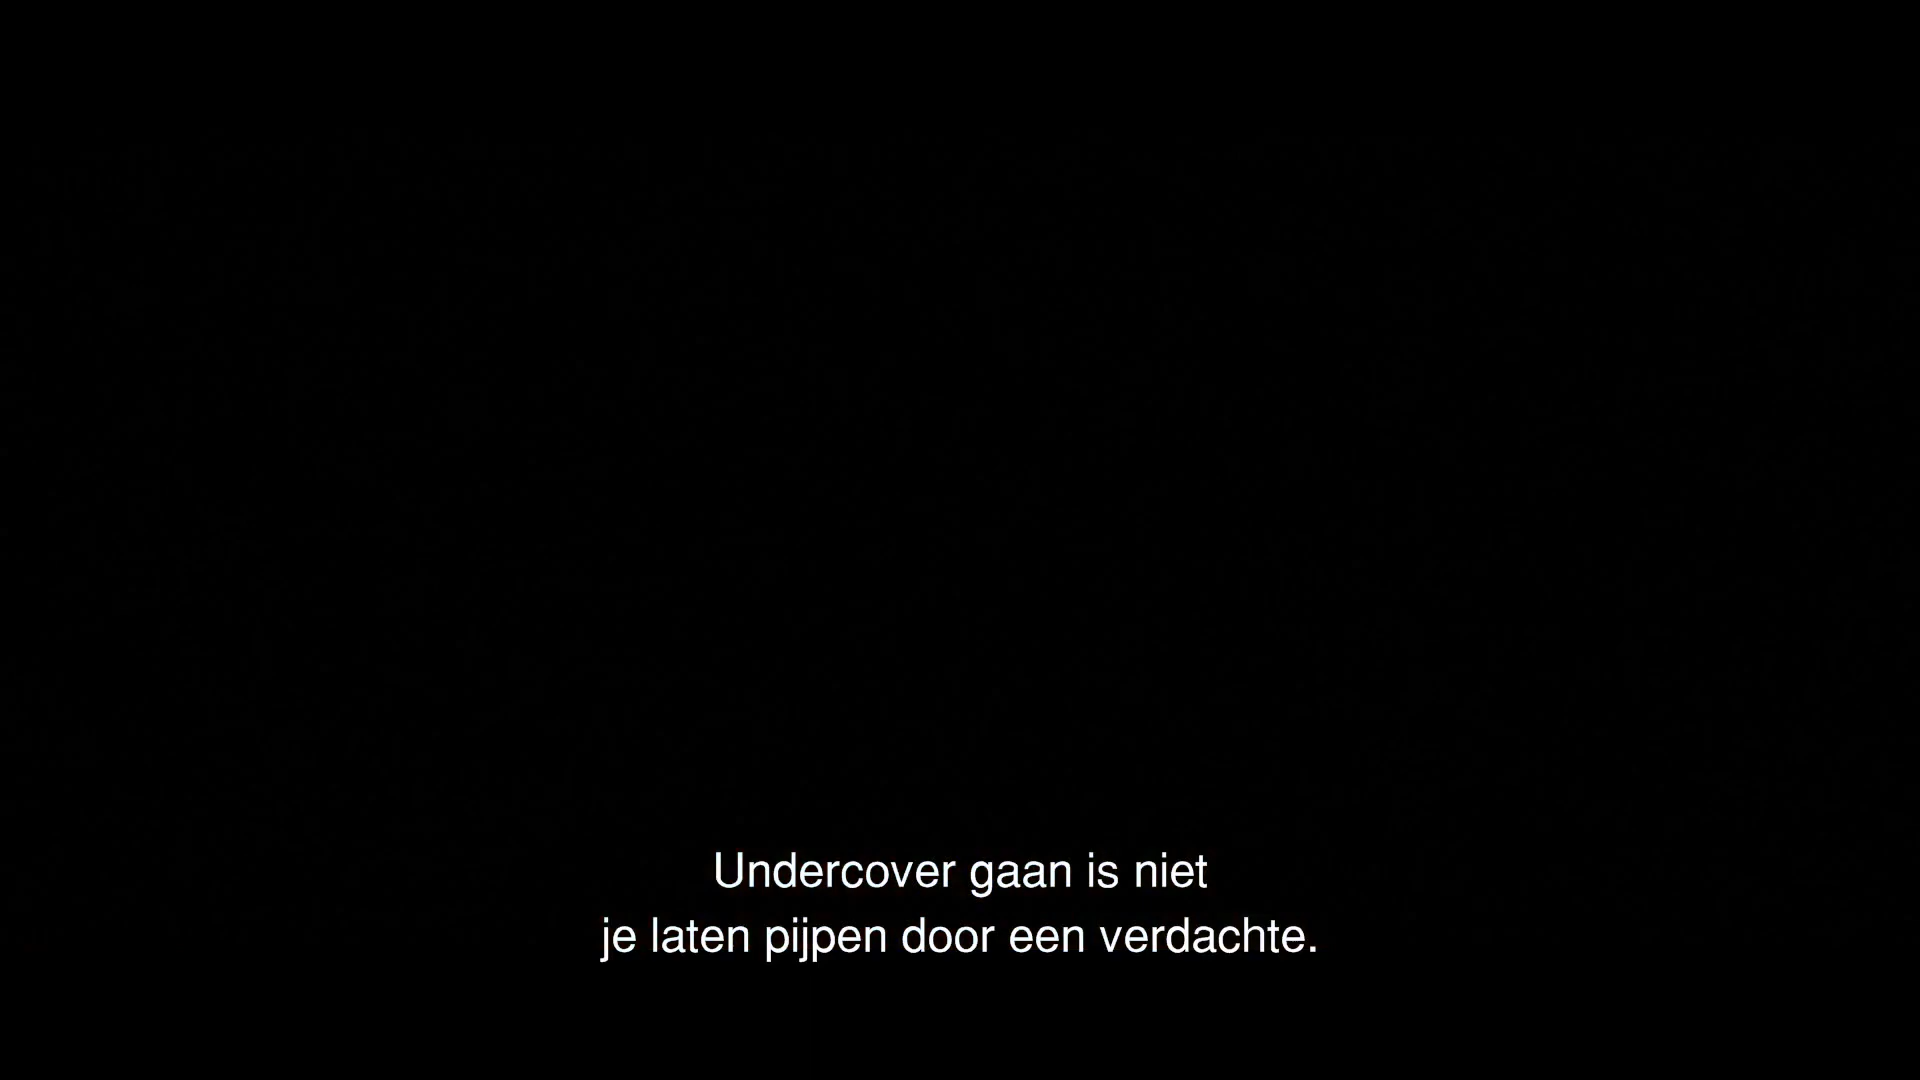 Undercover gaan is niet
je laten pijpen door een verdachte.